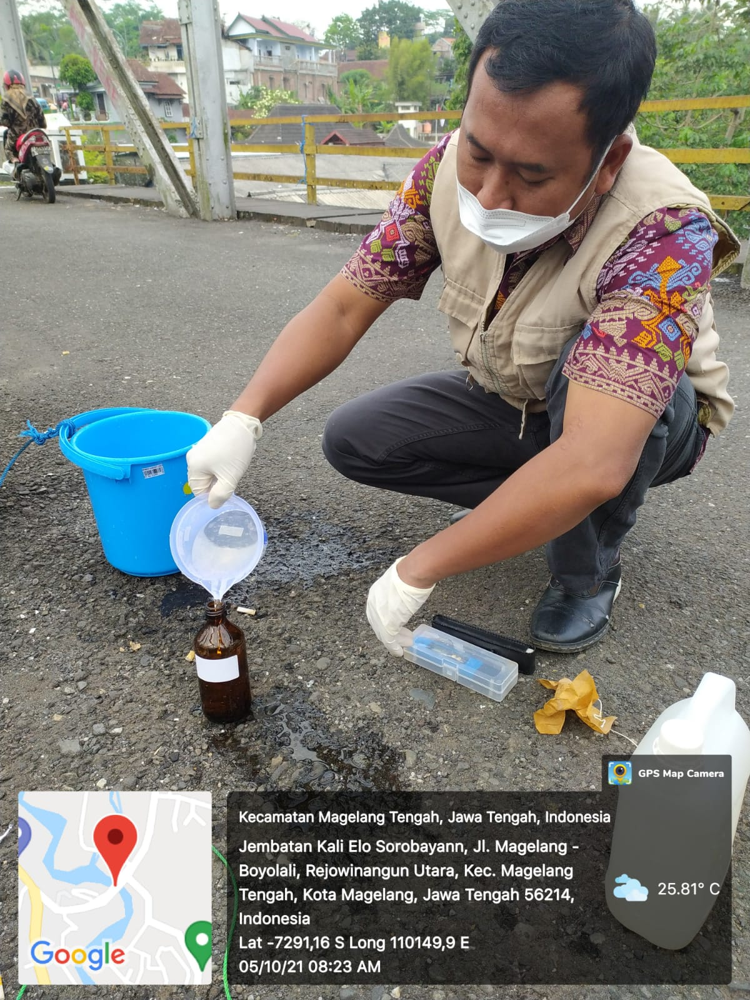 GPS Map Camera
Kecamatan Magelang Tengah, Jawa Tengah, Indonesia
Jembatan Kali Elo Sorobayann, Jl. Magelang -
Boyolali, Rejowinangun Utara, Kec. Magelang
Tengah, Kota Magelang, Jawa Tengah 56214,
Indonesia
Lat -7291,16 S Long 110149,9 E
05/10/21 08:23 AM
25.81° C
Google